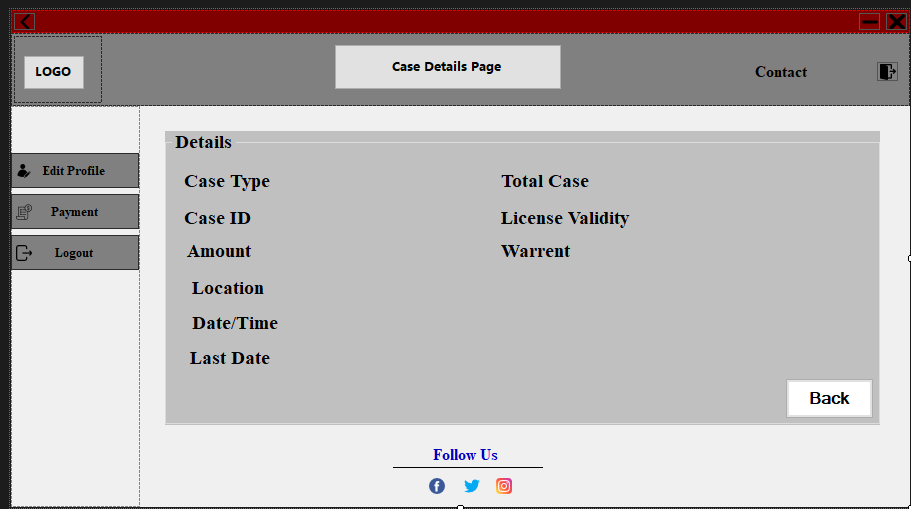 LOGO
Case Details Page
Contact
Edit Profile
Payment
Logout
Details
Case Type
Total Case
Case ID
License Validity
Amount
Warrent
Location
Date/Time
Last Date
Back
Follow Us